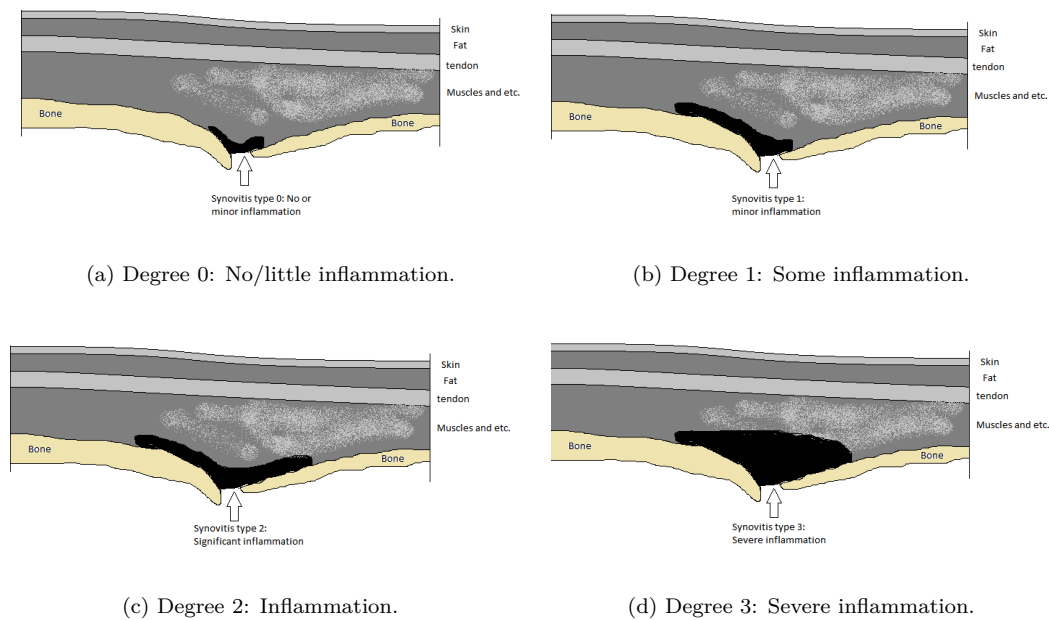 Skin
Fat
tendon
Muscles and etc.
Bone
Bone
Synovitis type 0: No or
minor inflammation
(a) Degree 0: No/little inflammation.
Skin
Fat
tendon
Muscles and etc.
Bone
Bone
Synovitis type 1:
minor inflammation
(b) Degree 1: Some inflammation.
Skin
Fat
tendon
Muscles and etc.
Bone
Bone
Synovitis type 2:
Significant inflammation
(c) Degree 2: Inflammation.
Skin
Fat
tendon
Muscles and etc.
Bone
Bone
Synovitis type 3:
Severe inflammation
(d) Degree 3: Severe inflammation.